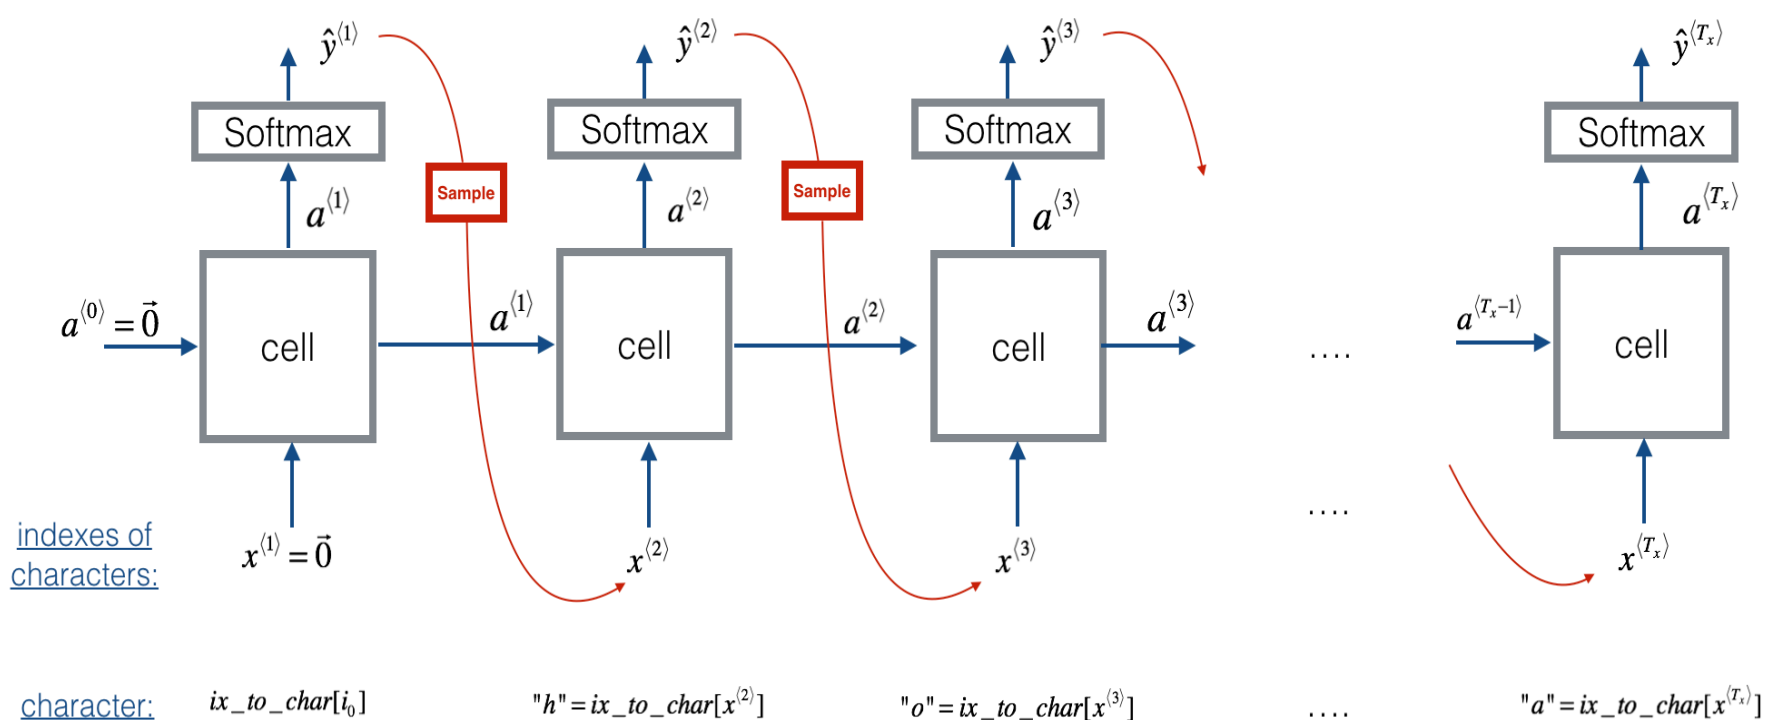 ŷ⟨1⟩ ŷ⟨2⟩ ŷ⟨3⟩ ŷ⟨Tₓ⟩
Softmax Softmax Softmax Softmax
Sample Sample
a⟨1⟩ a⟨2⟩ a⟨3⟩ a⟨Tₓ⟩
a⟨0⟩ = 0⃗ a⟨1⟩ a⟨2⟩ a⟨3⟩ a⟨Tₓ−1⟩
cell cell cell .... cell
indexes of
characters:
x⟨1⟩ = 0⃗ x⟨2⟩ x⟨3⟩ .... x⟨Tₓ⟩
character: ix_to_char[i₀] "h"= ix_to_char[x⟨2⟩] "o"= ix_to_char[x⟨3⟩] .... "a"= ix_to_char[x⟨Tₓ⟩]